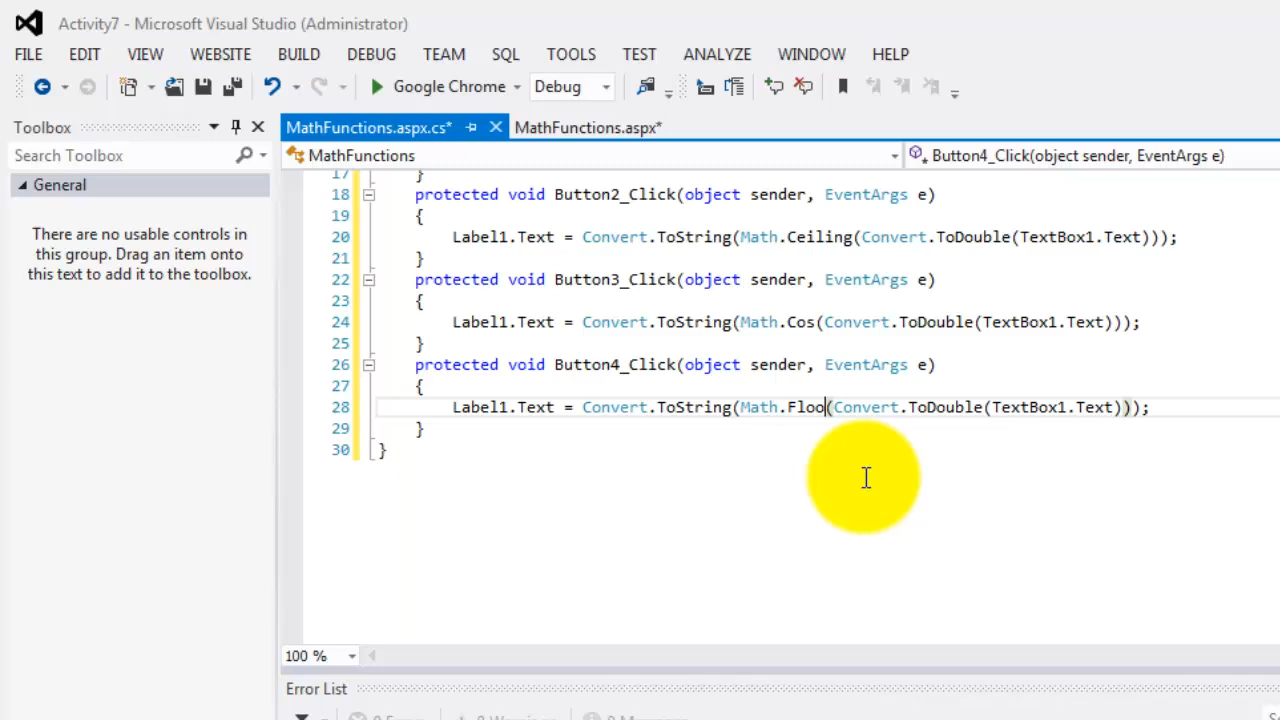 Activity7 - Microsoft Visual Studio (Administrator)
FILE EDIT VIEW WEBSITE BUILD DEBUG TEAM SQL TOOLS TEST ANALYZE WINDOW HELP
Google Chrome Debug
Toolbox MathFunctions.aspx.cs* MathFunctions.aspx*
Search Toolbox MathFunctions Button4_Click(object sender, EventArgs e)
General
There are no usable controls in
this group. Drag an item onto
this text to add it to the toolbox.
17 }
18 protected void Button2_Click(object sender, EventArgs e)
19 {
20 Label1.Text = Convert.ToString(Math.Ceiling(Convert.ToDouble(TextBox1.Text)));
21 }
22 protected void Button3_Click(object sender, EventArgs e)
23 {
24 Label1.Text = Convert.ToString(Math.Cos(Convert.ToDouble(TextBox1.Text)));
25 }
26 protected void Button4_Click(object sender, EventArgs e)
27 {
28 Label1.Text = Convert.ToString(Math.Floo(Convert.ToDouble(TextBox1.Text)));
29 }
30 }
100 %
Error List